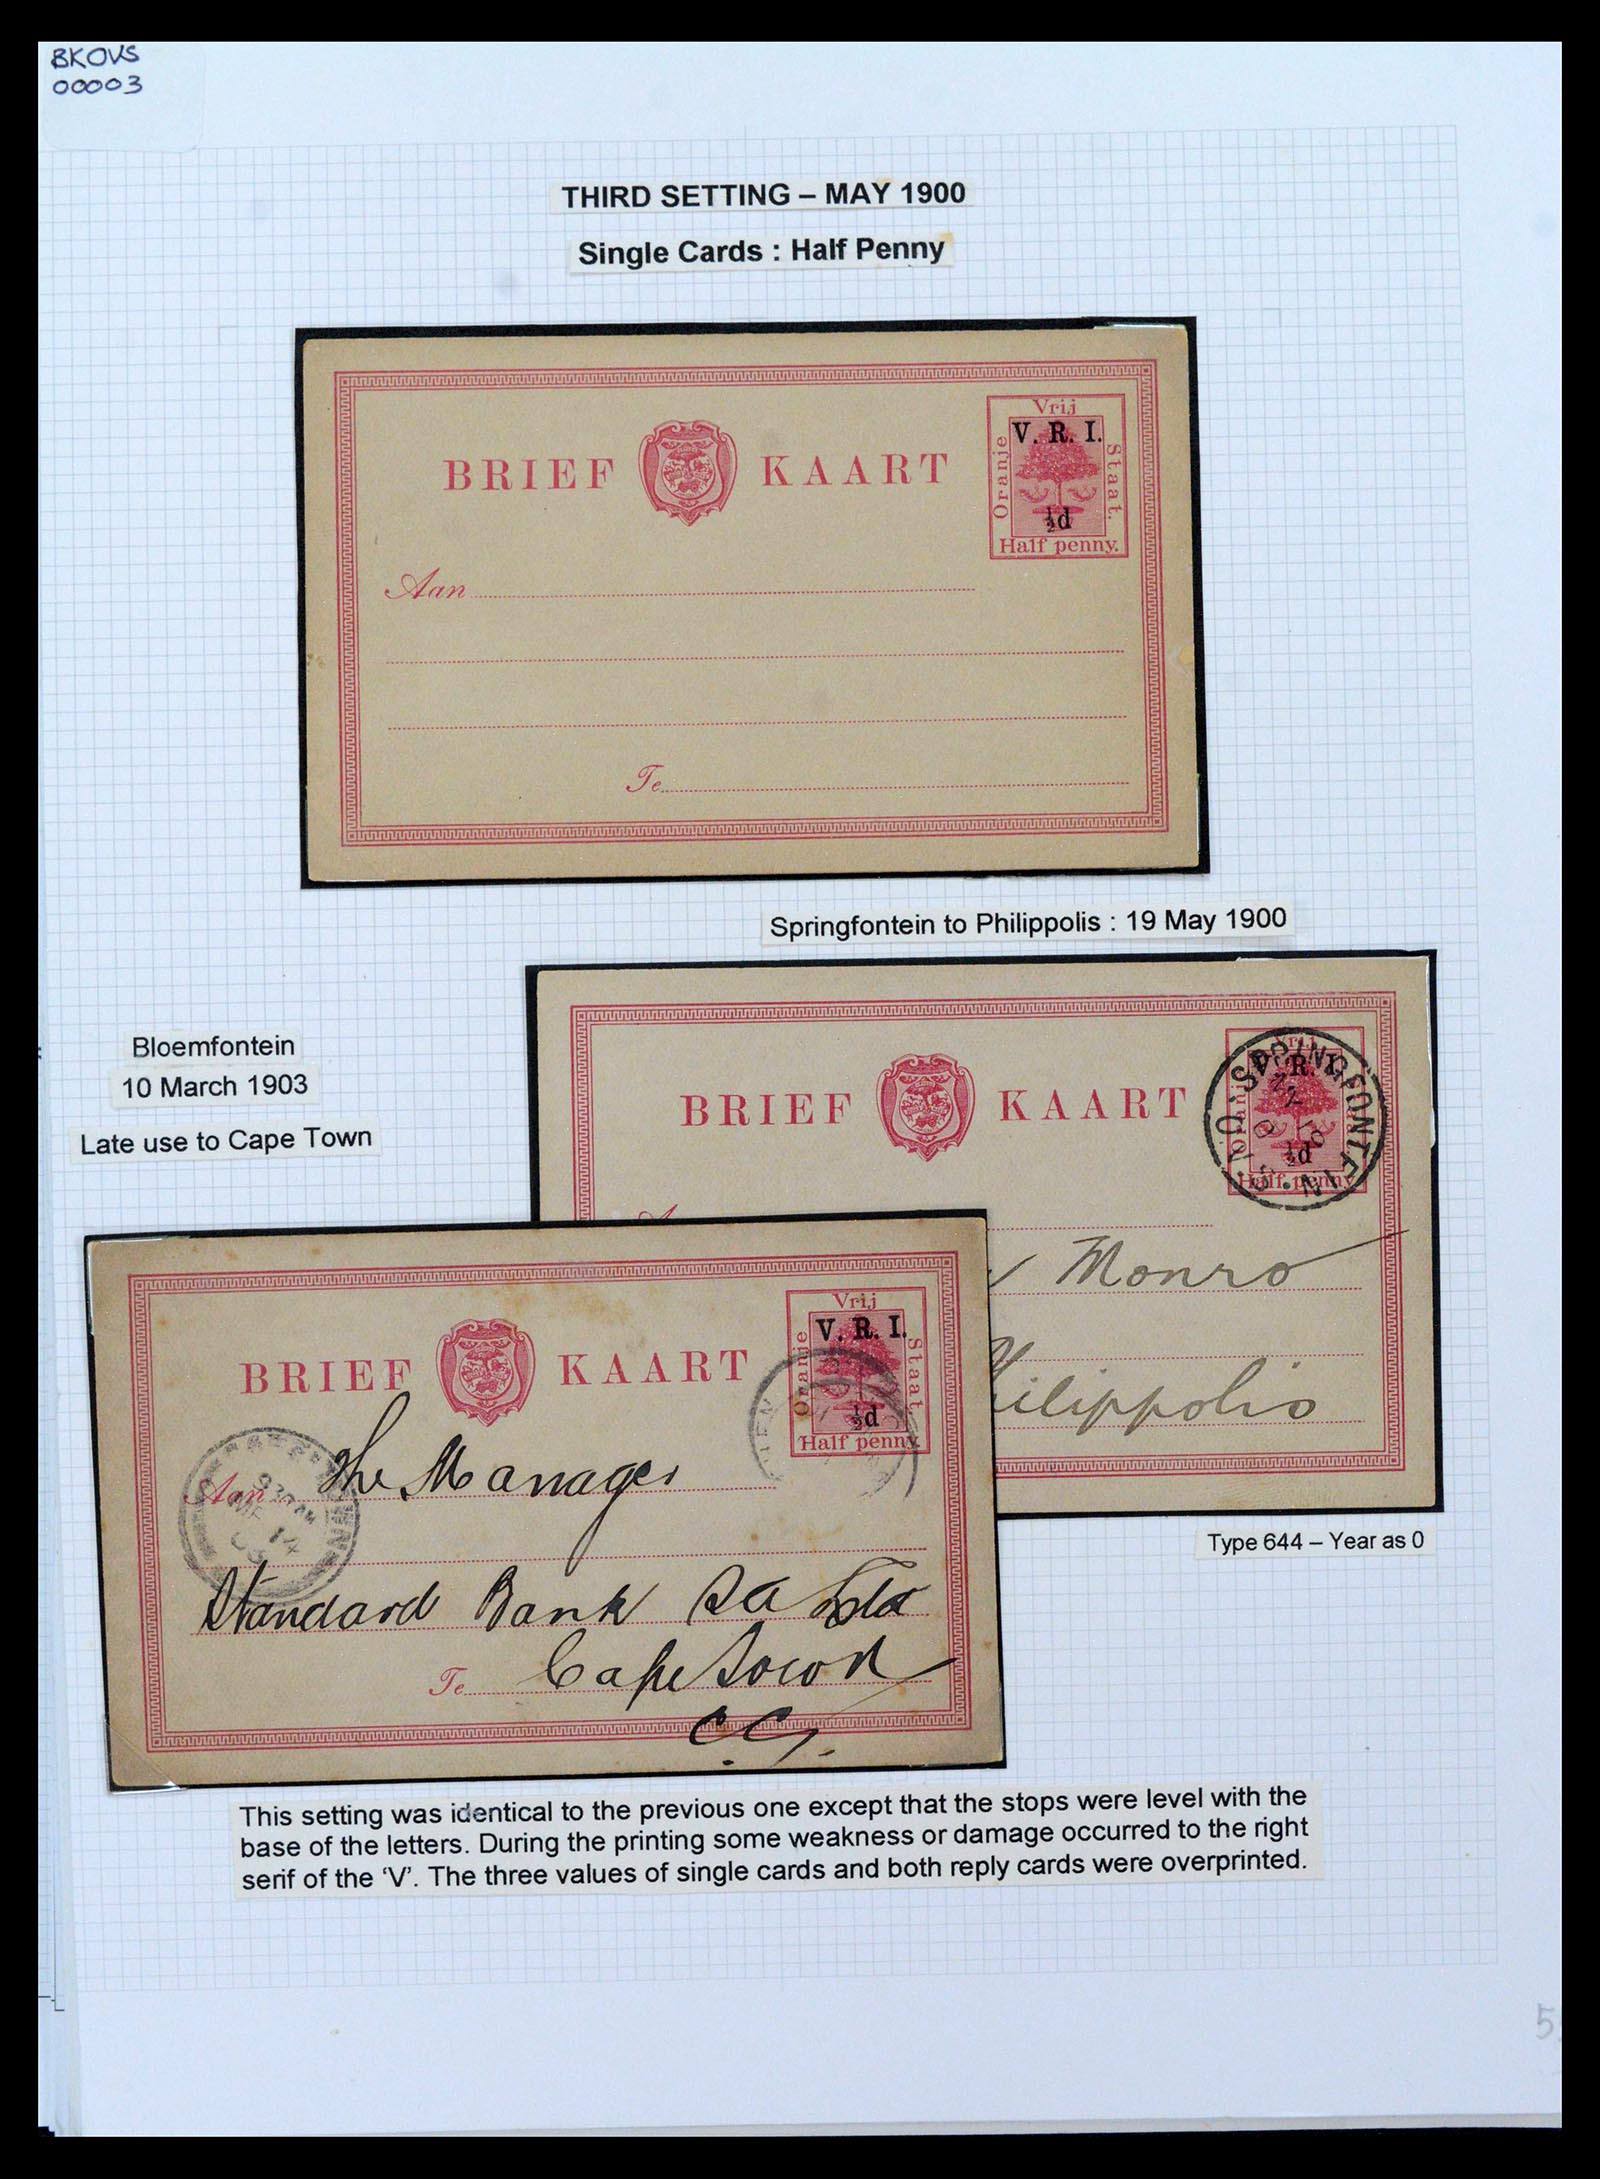 BKOVS
00003
THIRD SETTING – MAY 1900
Single Cards : Half Penny
BRIEF KAART
Vrij
Oranje
Staat.
V. R. I.
½d
Half penny.
Aan
Te
Springfontein to Philippolis : 19 May 1900
Bloemfontein
10 March 1903
Late use to Cape Town
BRIEF KAART
Vrij
R. I.
½d
Half penny
SPRINGFONTEIN
Monro
BRIEF KAART
Vrij
Oranje
Staat.
V. R. I.
½d
Half penny.
Aan The Manager
Standard Bank SA Ltd
Te Cape Town
C.C.
Type 644 – Year as 0
This setting was identical to the previous one except that the stops were level with the
base of the letters. During the printing some weakness or damage occurred to the right
serif of the ‘V’. The three values of single cards and both reply cards were overprinted.